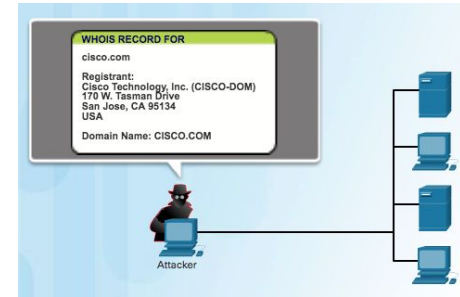 WHOIS RECORD FOR
cisco.com
Registrant:
Cisco Technology, Inc. (CISCO-DOM)
170 W. Tasman Drive
San Jose, CA 95134
USA
Domain Name: CISCO.COM
Attacker